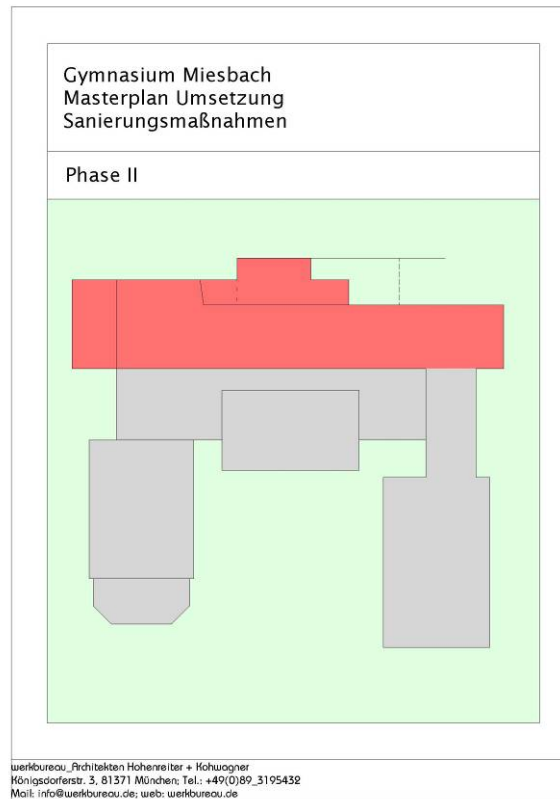 Gymnasium Miesbach
Masterplan Umsetzung
Sanierungsmaßnahmen
Phase II
werkbureau_Architekten Hohenreiter + Kohwagner
Königsdorferstr. 3, 81371 München; Tel.: +49(0)89_3195432
Mail: info@werkbureau.de; web: werkbureau.de